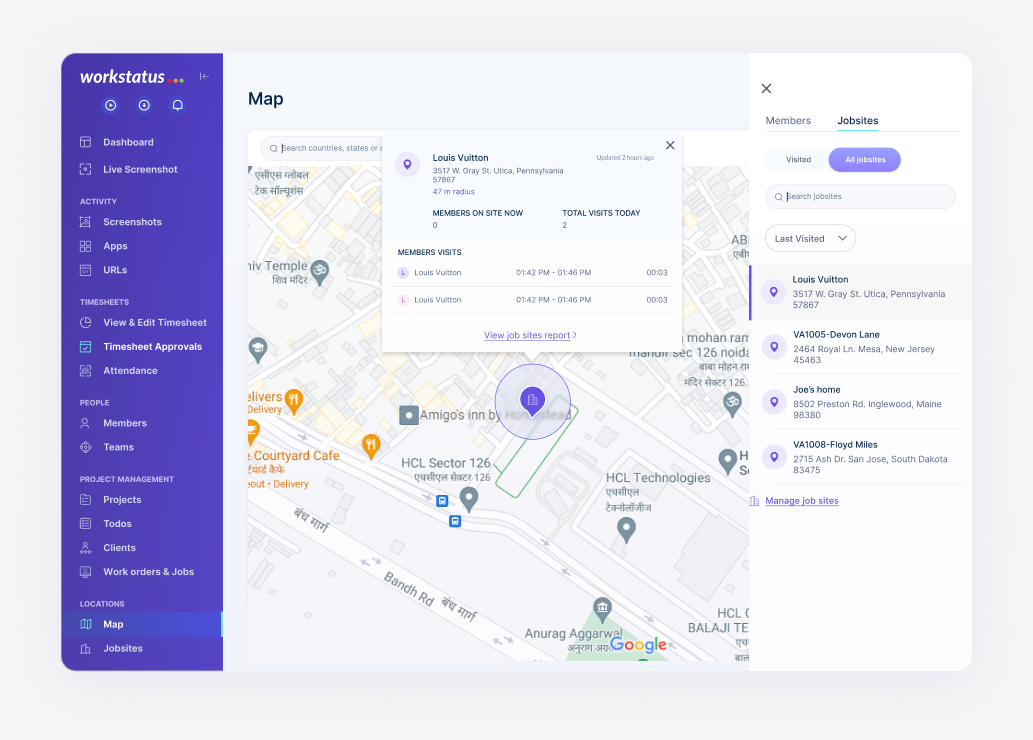 workstatus
Dashboard
Live Screenshot
ACTIVITY
Screenshots
Apps
URLs
TIMESHEETS
View & Edit Timesheet
Timesheet Approvals
Attendance
PEOPLE
Members
Teams
PROJECT MANAGEMENT
Projects
Todos
Clients
Work orders & Jobs
LOCATIONS
Map
Jobsites
Map
Search countries, states or c
Louis Vuitton
Updated 2 hours ago
3517 W. Gray St. Utica, Pennsylvania
57867
47 m radius
MEMBERS ON SITE NOW
TOTAL VISITS TODAY
0
2
MEMBERS VISITS
L Louis Vuitton 01:42 PM - 01:46 PM 00:03
L Louis Vuitton 01:42 PM - 01:46 PM 00:03
View job sites report
एसीएस ग्लोबल
टेक सॉल्यूशंस
niv Temple
शिव मंदिर
AB
mohan ram
mandir sec 126 noida
बाबा मोहन राम
मंदिर सेक्टर 126.
elivers
Delivery
Amigo's inn by Homestead
e Courtyard Cafe
र्टयार्ड कैफे
eout • Delivery
HCL Sector 126
एचसीएल सेक्टर 126
HCL Technologies
एचसीएल
टेक्नोलॉजीज
बंध मार्ग
Bandh Rd बंध मार्ग
Anurag Aggarwal
अनुराग अग्र
HCL
BALAJI TE
Google
Members
Jobsites
Visited
All jobsites
Search jobsites
Last Visited
Louis Vuitton
3517 W. Gray St. Utica, Pennsylvania
57867
VA1005-Devon Lane
2464 Royal Ln. Mesa, New Jersey
45463
Joe's home
8502 Preston Rd. Inglewood, Maine
98380
VA1008-Floyd Miles
2715 Ash Dr. San Jose, South Dakota
83475
Manage job sites